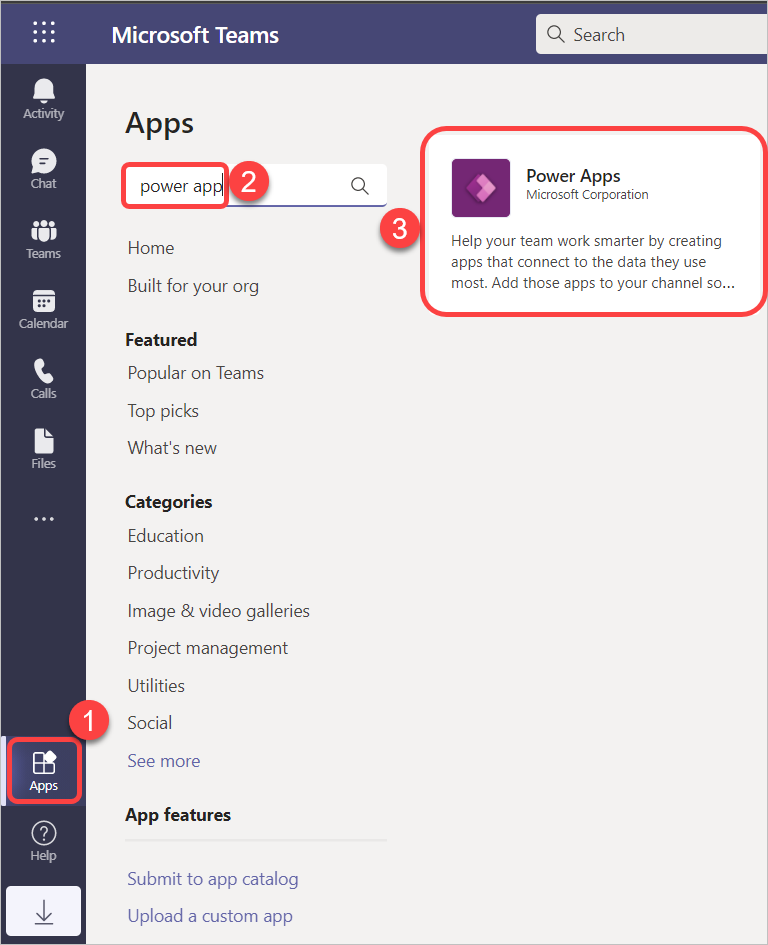 Microsoft Teams
Search
Activity
Chat
Teams
Calendar
Calls
Files
...
1
Apps
Help
Apps
power app
2
Home
Built for your org
Featured
Popular on Teams
Top picks
What's new
Categories
Education
Productivity
Image & video galleries
Project management
Utilities
Social
See more
App features
Submit to app catalog
Upload a custom app
3
Power Apps
Microsoft Corporation
Help your team work smarter by creating
apps that connect to the data they use
most. Add those apps to your channel so...